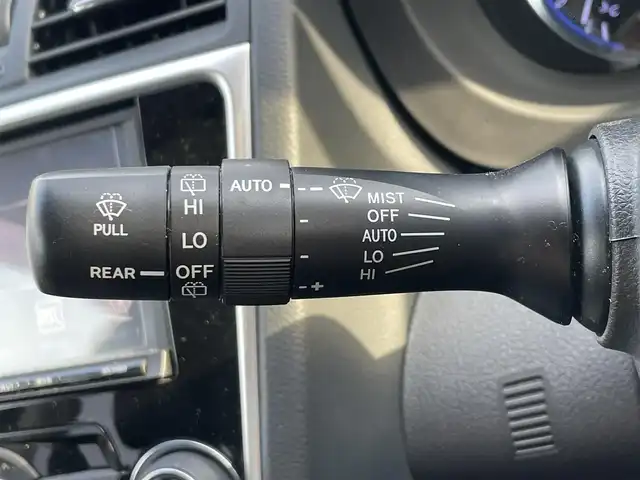 PULL
REAR
HI
LO
OFF
AUTO
- +
MIST
OFF
AUTO
LO
HI